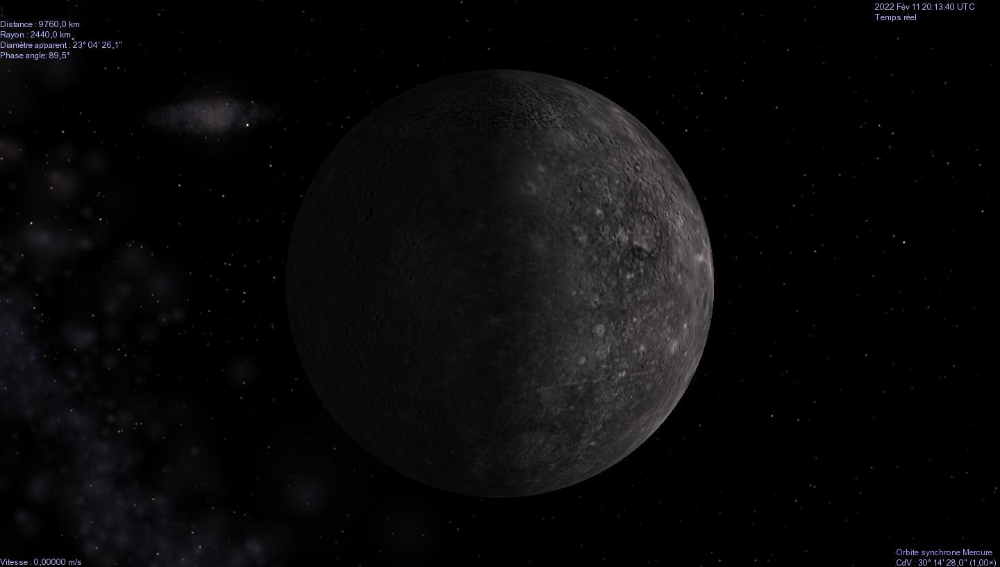 Distance : 9760,0 km
Rayon : 2440,0 km
Diamètre apparent : 23° 04' 26,1"
Phase angle: 89,5°
2022 Fév 11 20:13:40 UTC
Temps réel
Vitesse : 0,00000 m/s
Orbite synchrone Mercure
CdV : 30° 14' 28,0" (1,00×)